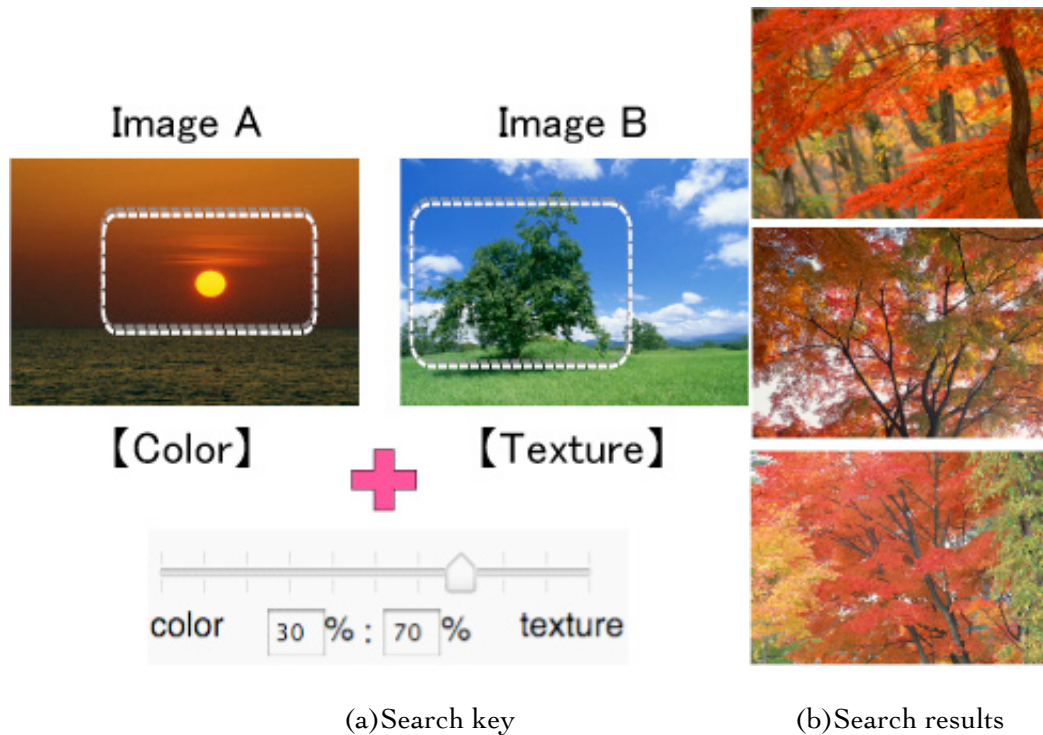 Image A
Image B
【Color】
【Texture】
color 30 % : 70 % texture
(a)Search key
(b)Search results